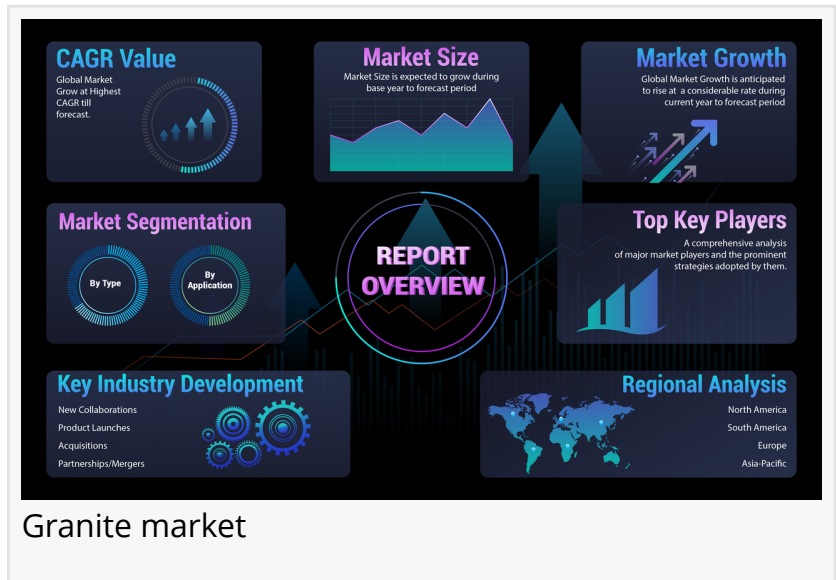 CAGR Value
Global Market
Grow at Highest
CAGR till
forecast.
Market Size
Market Size is expected to grow during
base year to forecast period
Market Growth
Global Market Growth is anticipated
to rise at a considerable rate during
current year to forecast period
Market Segmentation
By Type
By
Application
REPORT
OVERVIEW
Top Key Players
A comprehensive analysis
of major market players and the prominent
strategies adopted by them.
Key Industry Development
New Collaborations
Product Launches
Acquisitions
Partnerships/Mergers
Regional Analysis
North America
South America
Europe
Asia-Pacific
Granite market